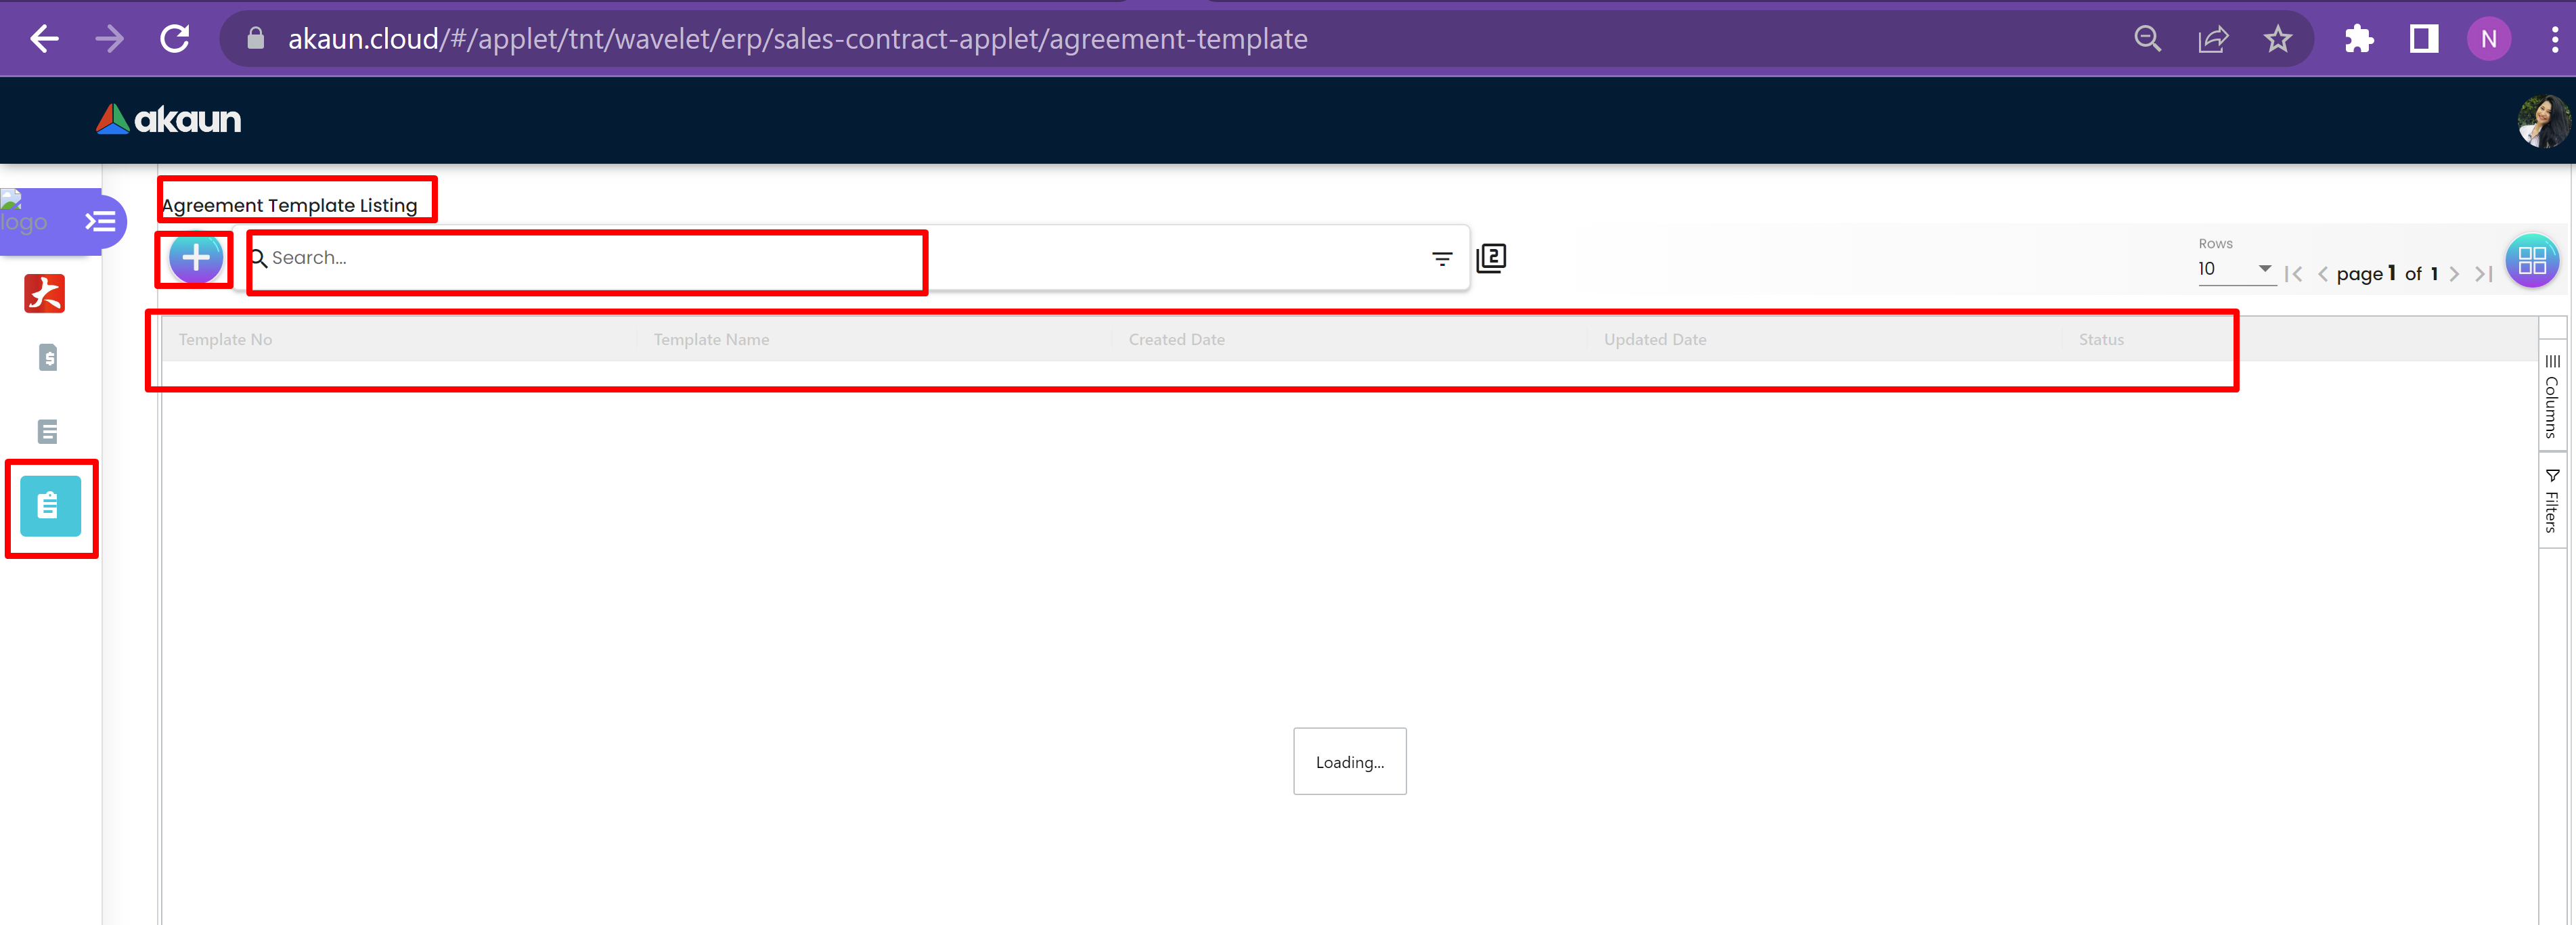 akaun.cloud/#/applet/tnt/wavelet/erp/sales-contract-applet/agreement-template
N
akaun
logo
Agreement Template Listing
Search...
2
Rows
10
page 1 of 1
Template No Template Name Created Date Updated Date Status
Columns
Filters
Loading...